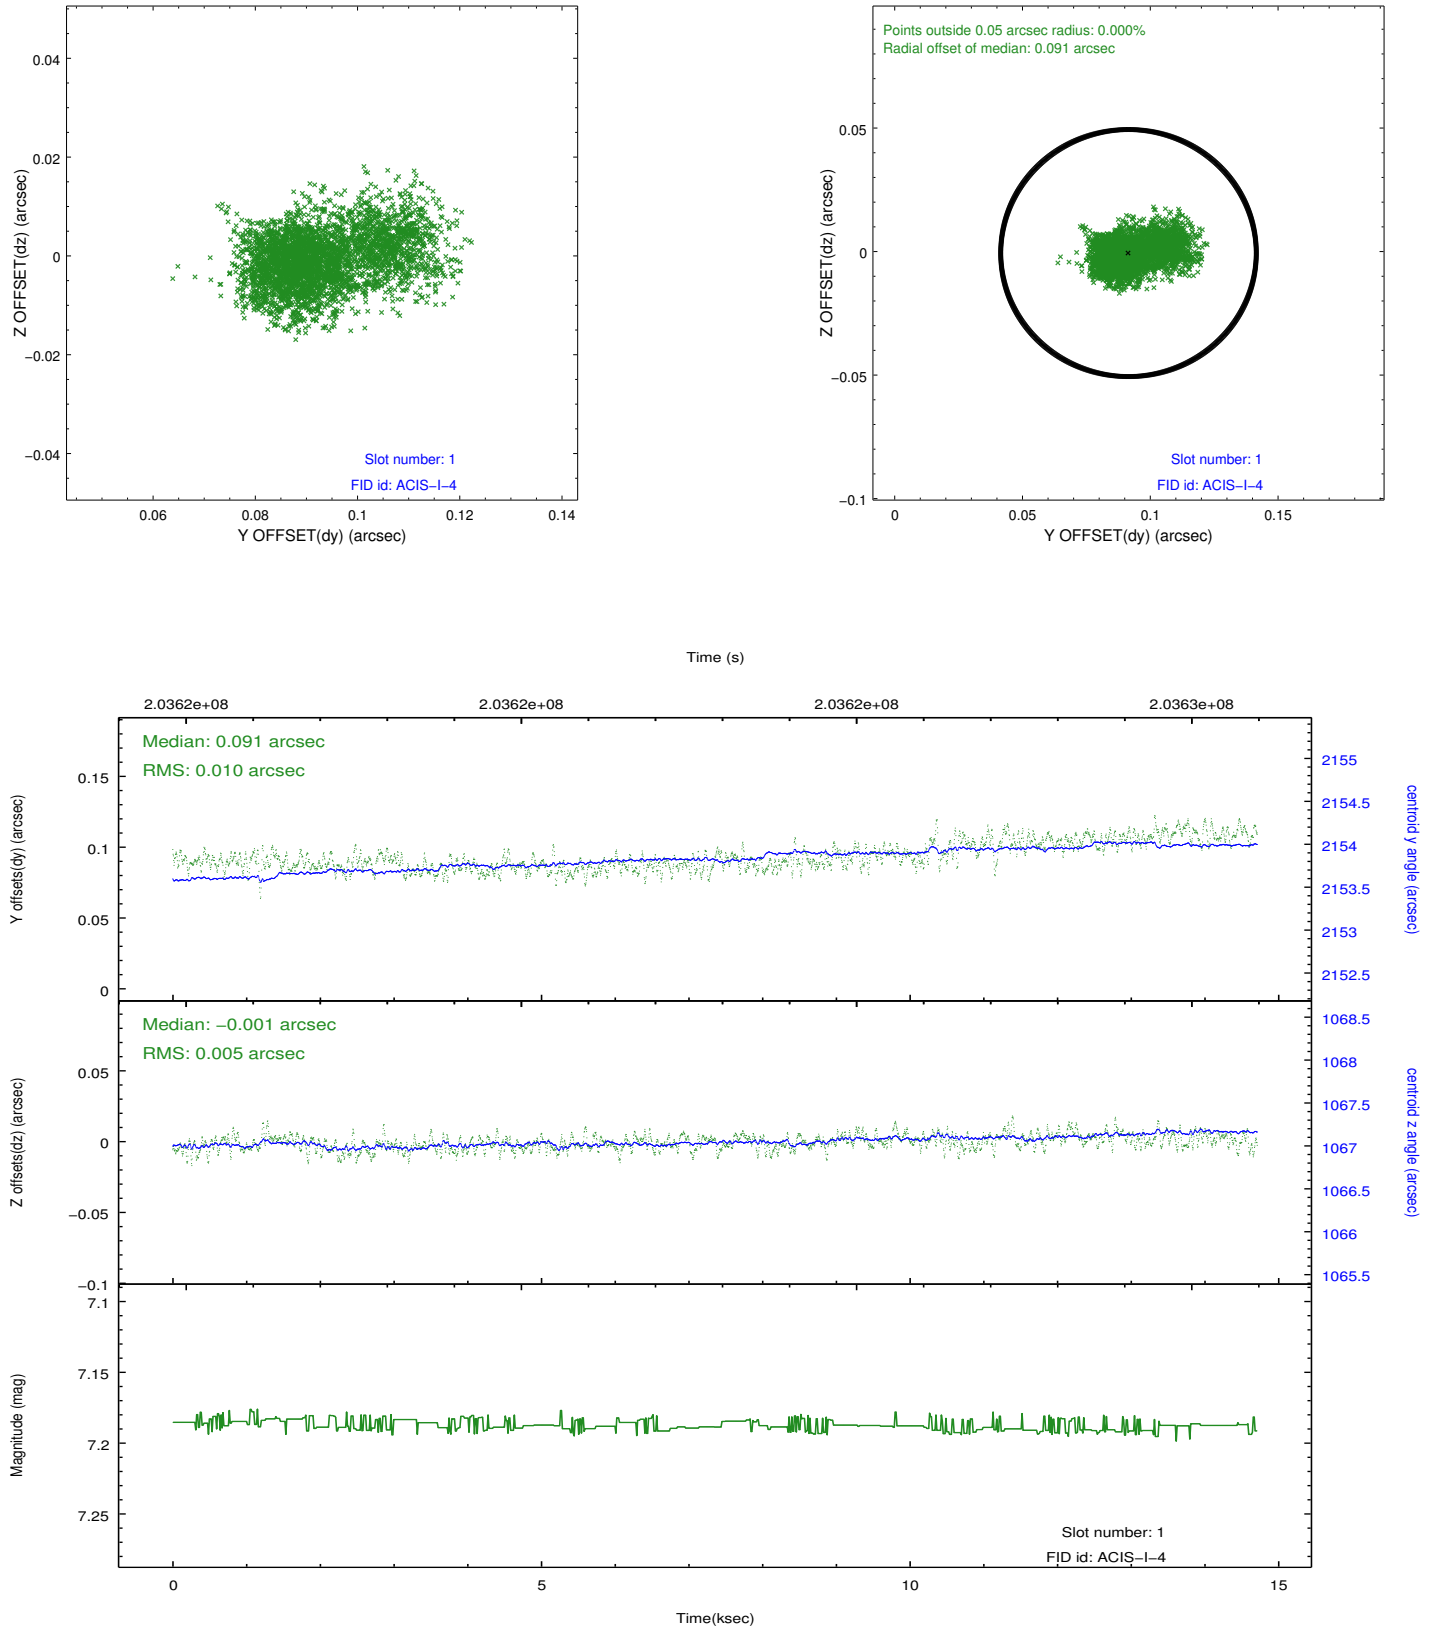 0.04
0.02
0
−0.02
−0.04
Z OFFSET(dz) (arcsec)
Slot number: 1
FID id: ACIS−I−4
0.06 0.08 0.1 0.12 0.14
Y OFFSET(dy) (arcsec)
Points outside 0.05 arcsec radius: 0.000%
Radial offset of median: 0.091 arcsec
0.05
0
−0.05
−0.1
Z OFFSET(dz) (arcsec)
Slot number: 1
FID id: ACIS−I−4
0 0.05 0.1 0.15
Y OFFSET(dy) (arcsec)
Time (s)
2.0362e+08 2.0362e+08 2.0362e+08 2.0363e+08
Median: 0.091 arcsec
RMS: 0.010 arcsec
0.15
0.1
0.05
0
Y offsets(dy) (arcsec)
2155
2154.5
2154
2153.5
2153
2152.5
centroid y angle (arcsec)
Median: −0.001 arcsec
RMS: 0.005 arcsec
0.05
0
−0.05
−0.1
Z offsets(dz) (arcsec)
1068.5
1068
1067.5
1067
1066.5
1066
1065.5
centroid z angle (arcsec)
7.1
7.15
7.2
7.25
Magnitude (mag)
Slot number: 1
FID id: ACIS−I−4
0 5 10 15
Time(ksec)